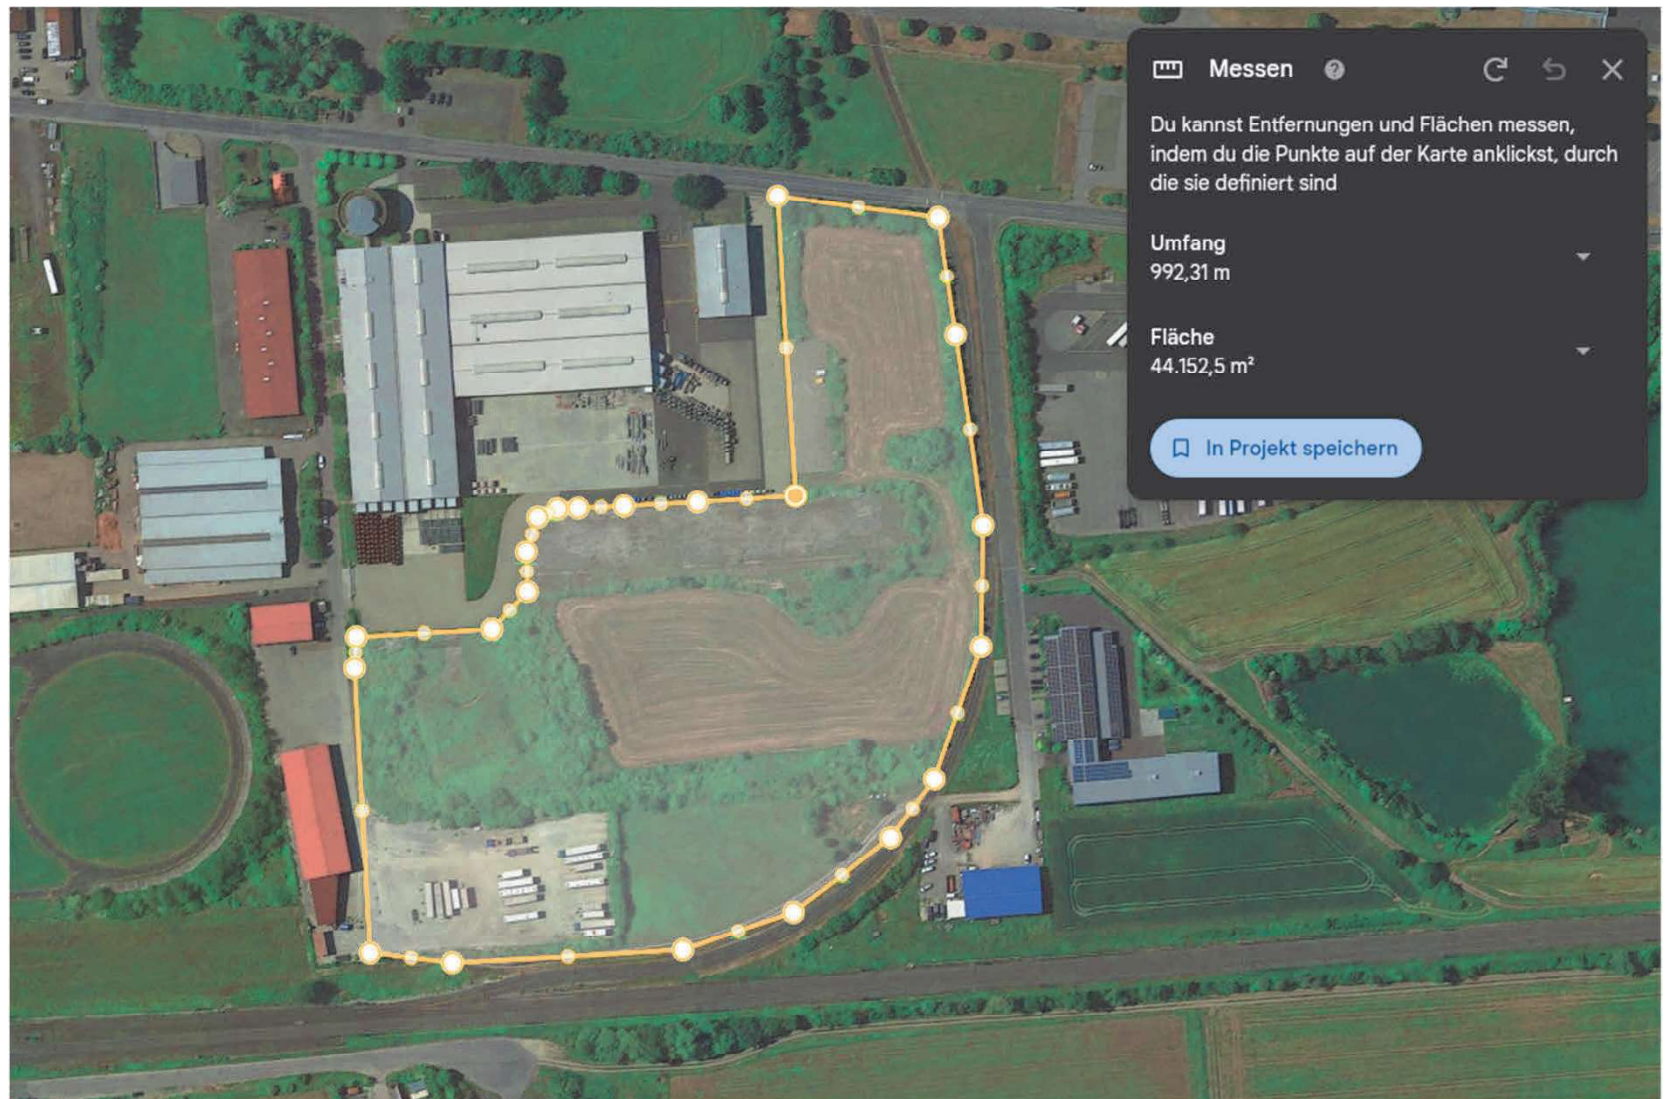 Messen
Du kannst Entfernungen und Flächen messen,
indem du die Punkte auf der Karte anklickst, durch
die sie definiert sind
Umfang
992,31 m
Fläche
44.152,5 m²
In Projekt speichern